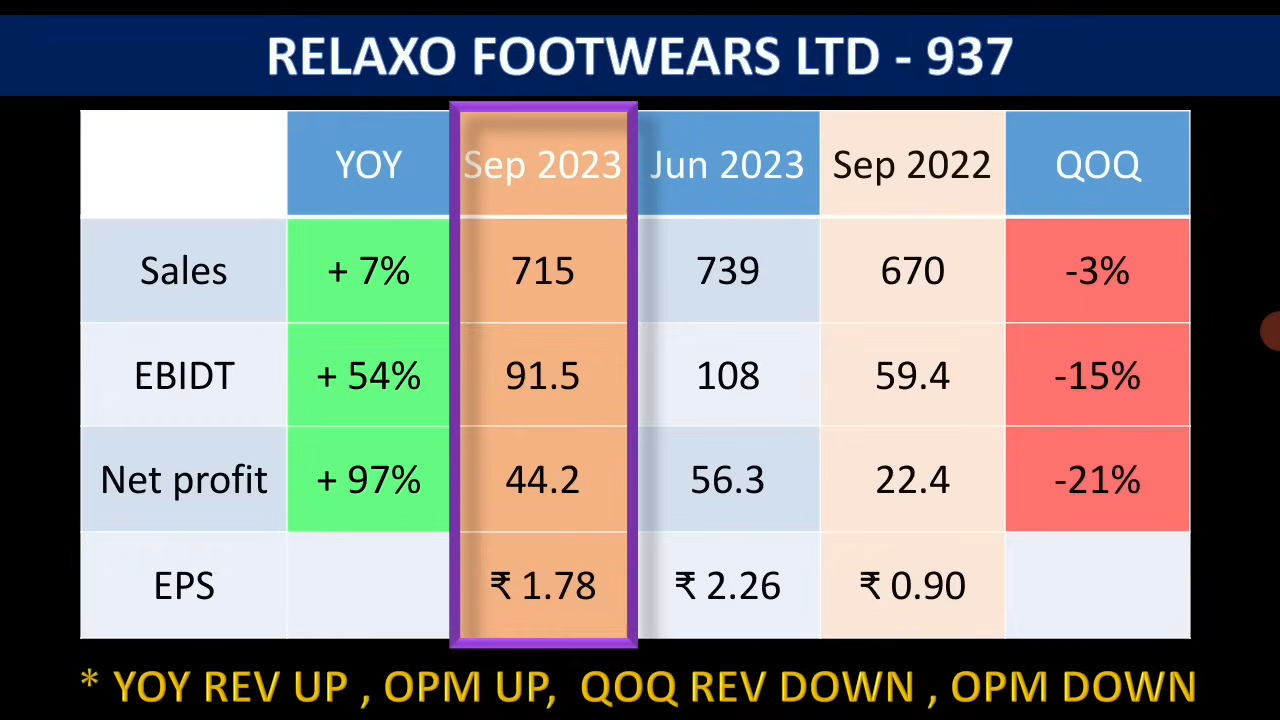 RELAXO FOOTWEARS LTD - 937
YOY Sep 2023 Jun 2023 Sep 2022 QOQ
Sales + 7% 715 739 670 -3%
EBIDT + 54% 91.5 108 59.4 -15%
Net profit + 97% 44.2 56.3 22.4 -21%
EPS ₹ 1.78 ₹ 2.26 ₹ 0.90
* YOY REV UP , OPM UP, QOQ REV DOWN , OPM DOWN